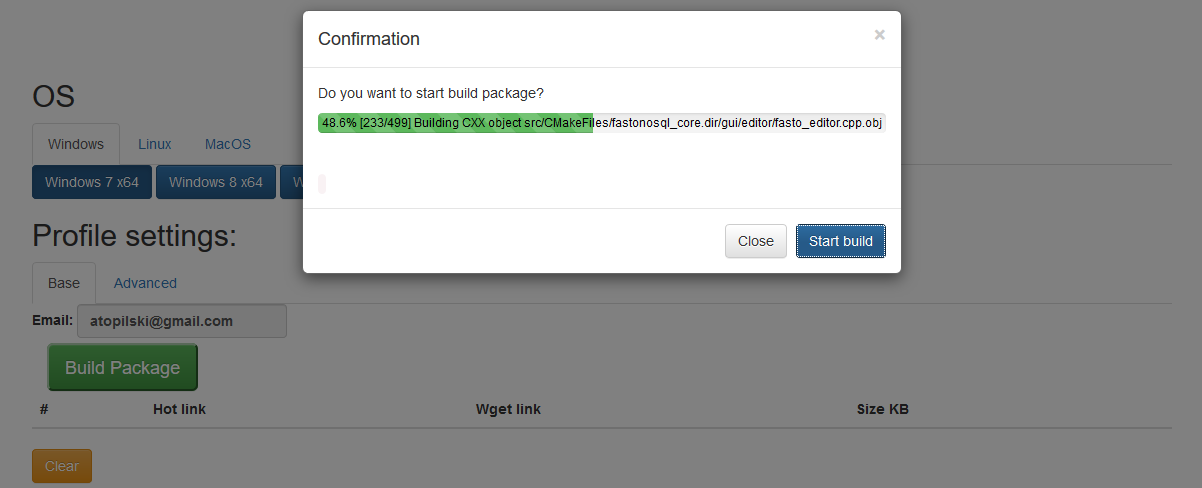 Confirmation ×
Do you want to start build package?
48.6% [233/499] Building CXX object src/CMakeFiles/fastonosql_core.dir/gui/editor/fasto_editor.cpp.obj
Close Start build
OS
Windows Linux MacOS
Windows 7 x64 Windows 8 x64
Profile settings:
Base Advanced
Email: atopilski@gmail.com
Build Package
# Hot link Wget link Size KB
Clear